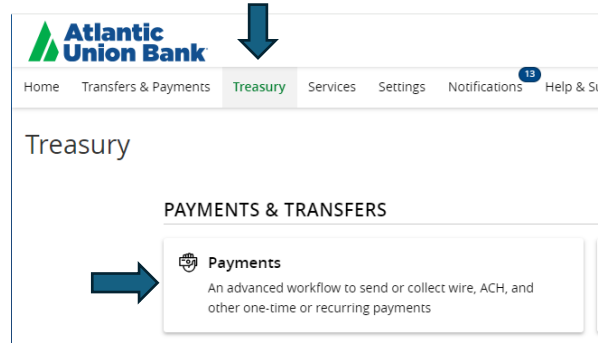 Atlantic
Union Bank
Home Transfers & Payments Treasury Services Settings Notifications 13 Help &
Treasury
PAYMENTS & TRANSFERS
Payments
An advanced workflow to send or collect wire, ACH, and
other one-time or recurring payments